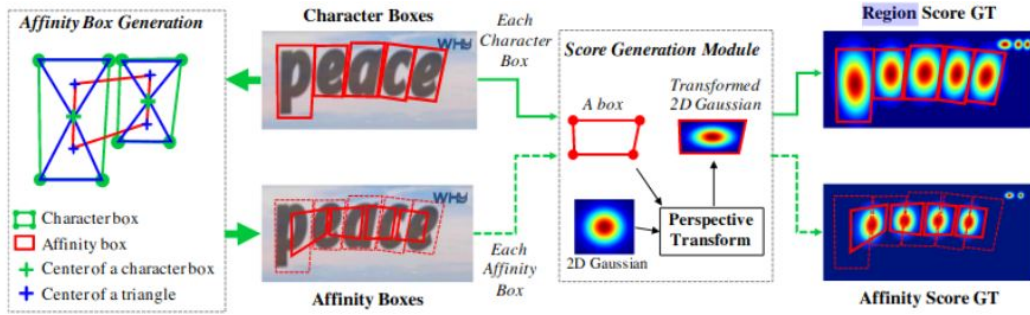 Affinity Box Generation
Character box
Affinity box
Center of a character box
Center of a triangle
Character Boxes
peace
WHY
peace
WHY
Affinity Boxes
Each
Character
Box
Each
Affinity
Box
Score Generation Module
A box
Transformed
2D Gaussian
2D Gaussian
Perspective
Transform
Region Score GT
Affinity Score GT